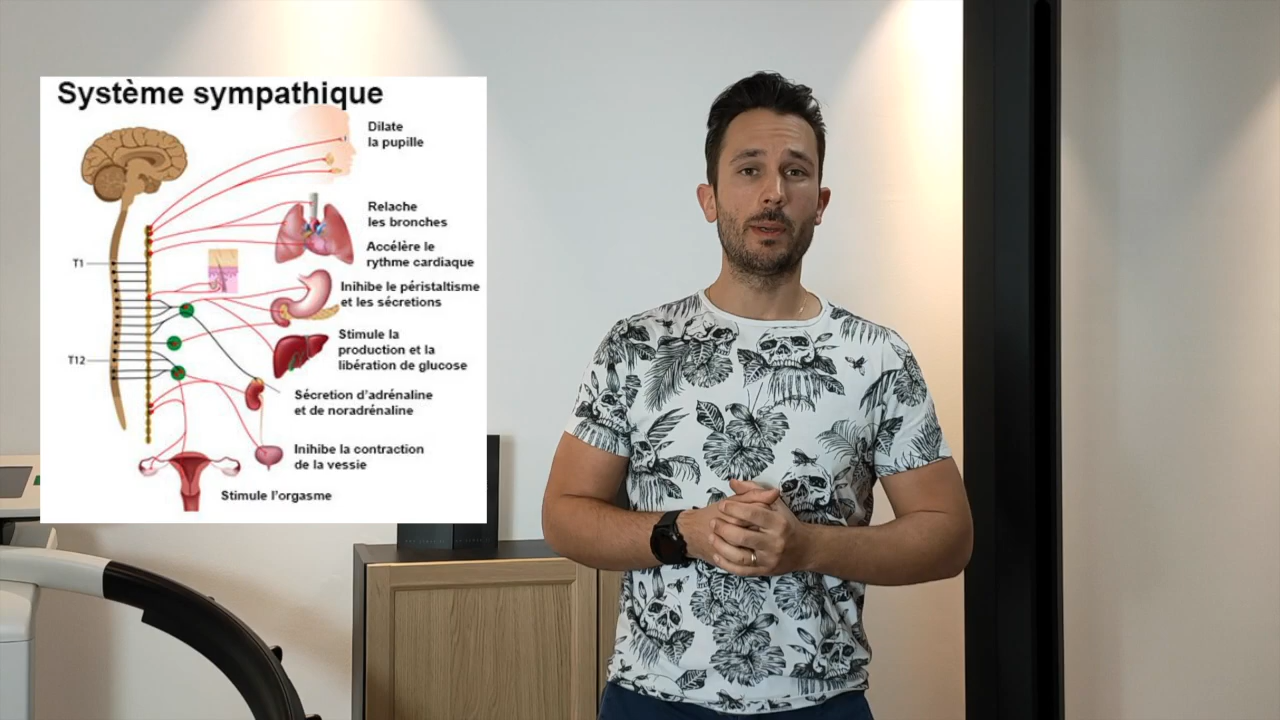 Système sympathique
Dilate
la pupille
Relache
les bronches
Accélère le
rythme cardiaque
T1
Inihibe le péristaltisme
et les sécretions
Stimule la
production et la
libération de glucose
T12
Sécretion d'adrénaline
et de noradrénaline
Inihibe la contraction
de la vessie
Stimule l'orgasme